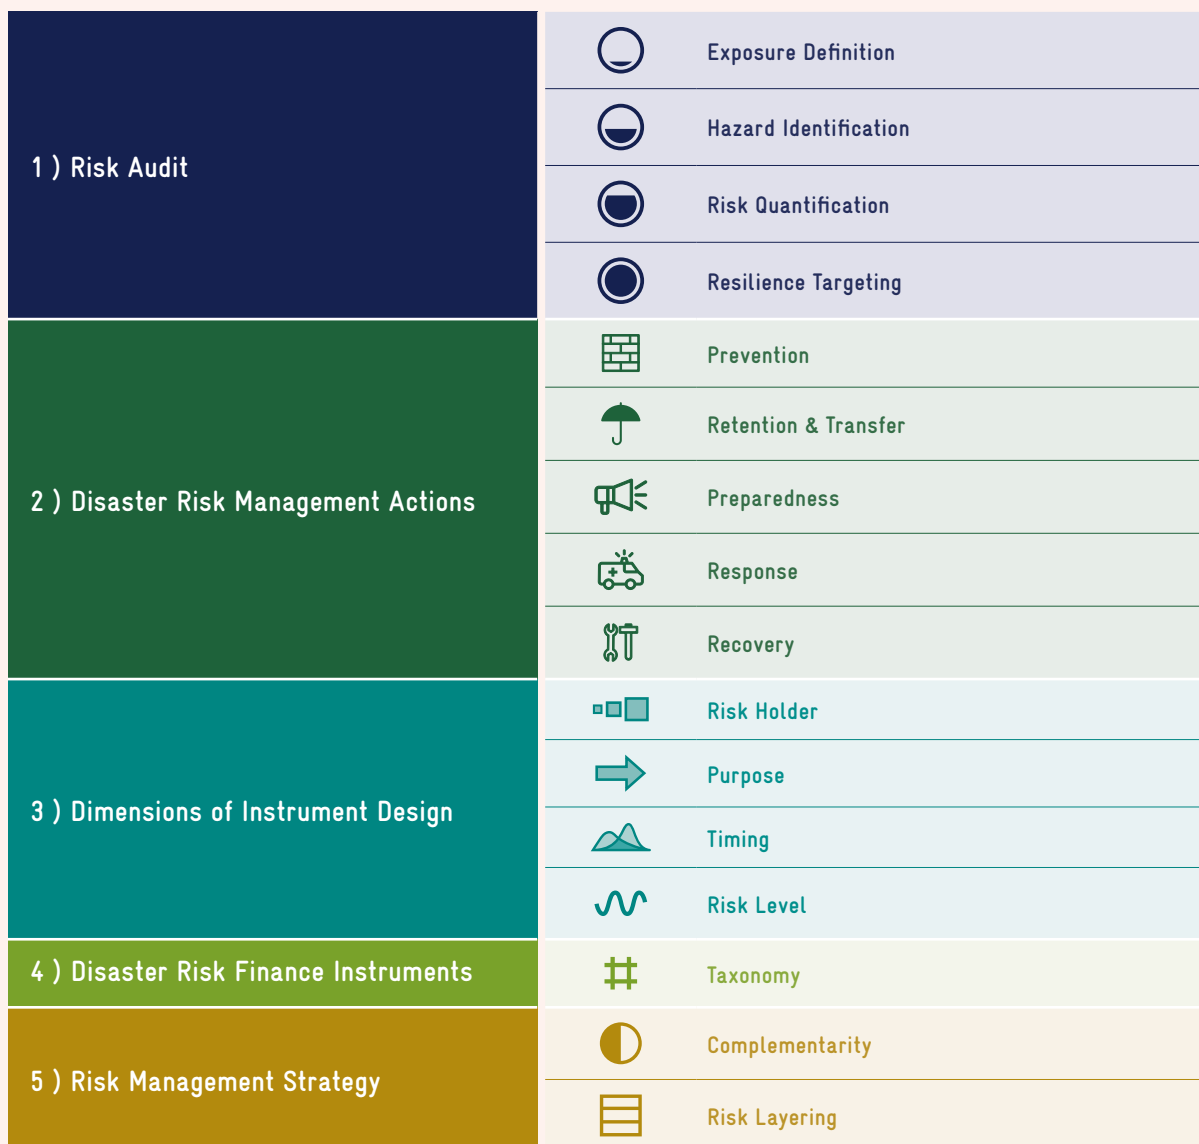 1 ) Risk Audit
Exposure Definition
Hazard Identification
Risk Quantification
Resilience Targeting
2 ) Disaster Risk Management Actions
Prevention
Retention & Transfer
Preparedness
Response
Recovery
3 ) Dimensions of Instrument Design
Risk Holder
Purpose
Timing
Risk Level
4 ) Disaster Risk Finance Instruments
Taxonomy
5 ) Risk Management Strategy
Complementarity
Risk Layering